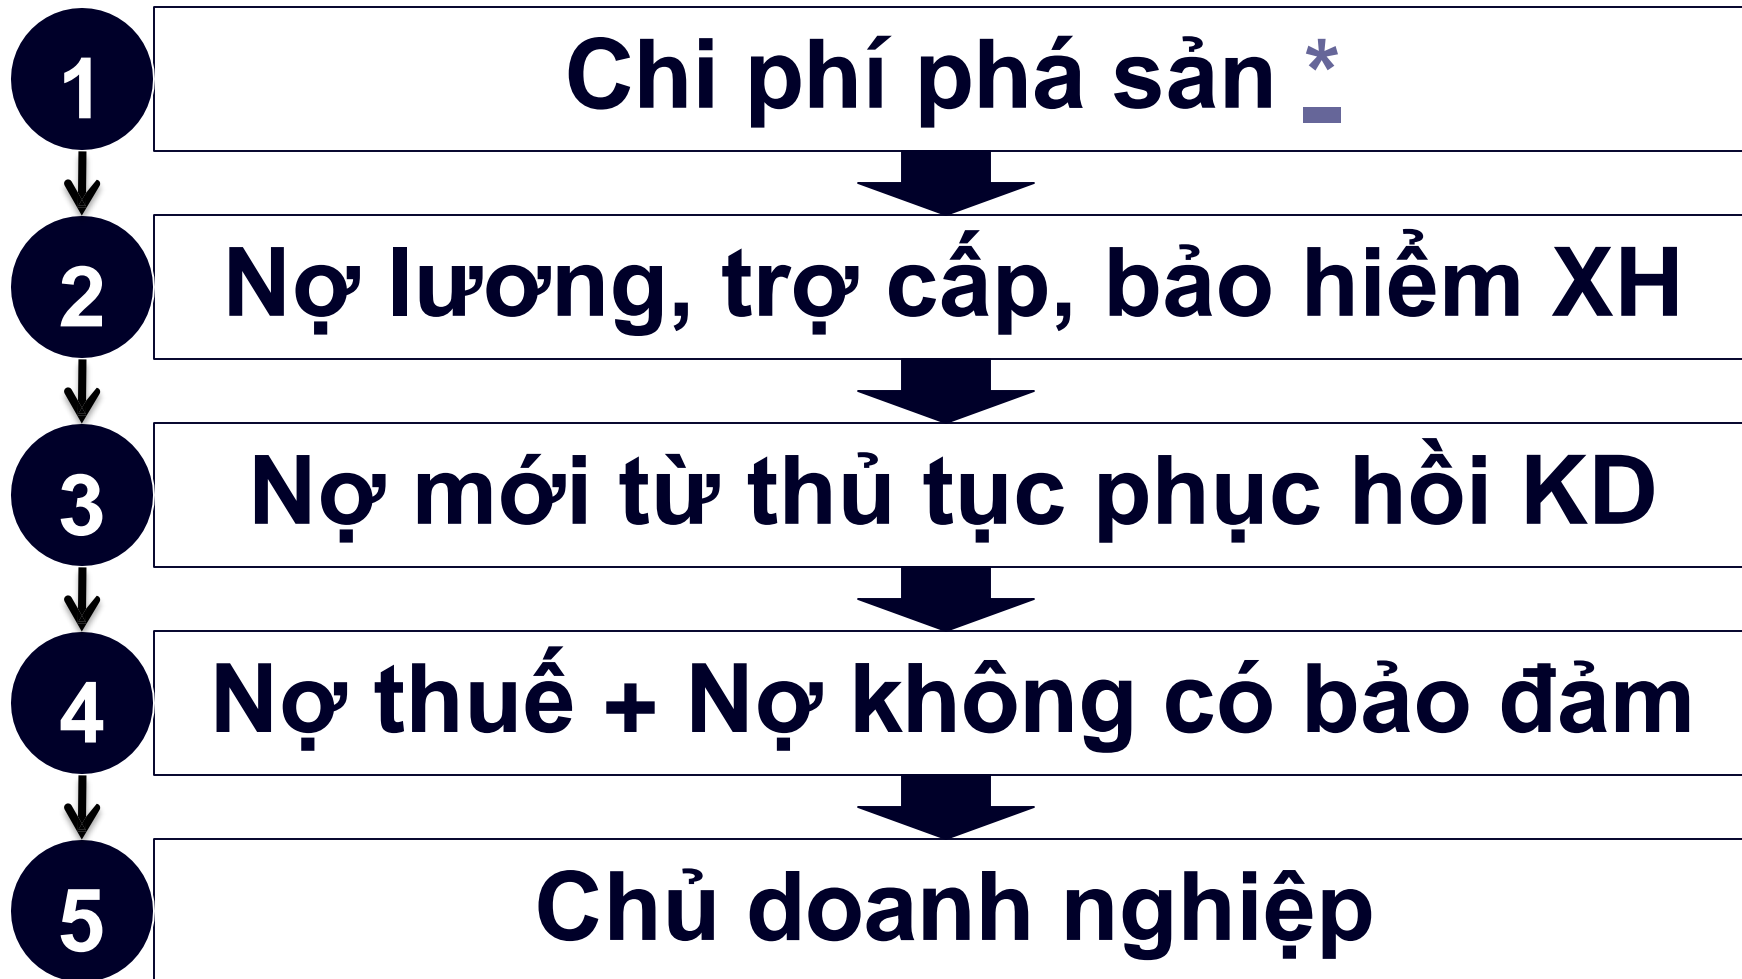 1 Chi phí phá sản *
2 Nợ lương, trợ cấp, bảo hiểm XH
3 Nợ mới từ thủ tục phục hồi KD
4 Nợ thuế + Nợ không có bảo đảm
5 Chủ doanh nghiệp